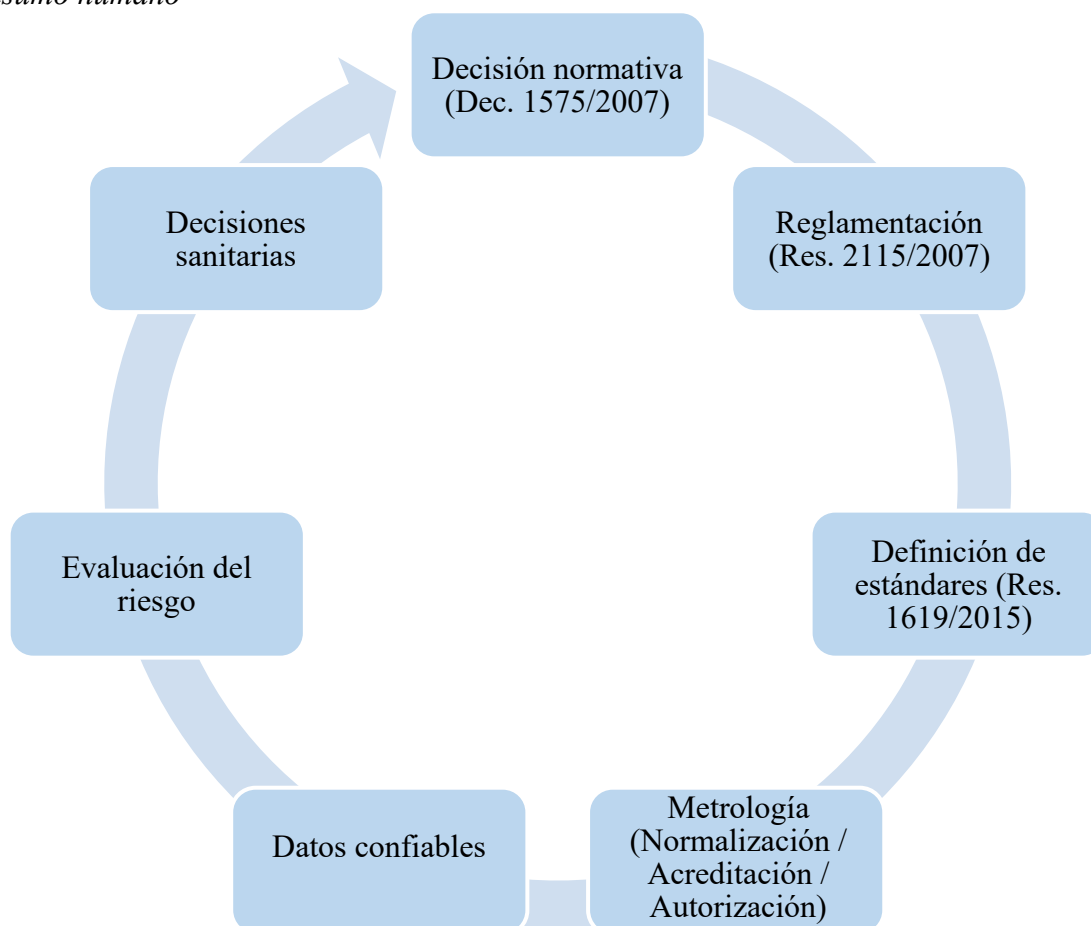 humano
Decisión normativa
(Dec. 1575/2007)
Reglamentación
(Res. 2115/2007)
Definición de
estándares (Res.
1619/2015)
Metrología
(Normalización /
Acreditación /
Autorización)
Datos confiables
Evaluación del
riesgo
Decisiones
sanitarias